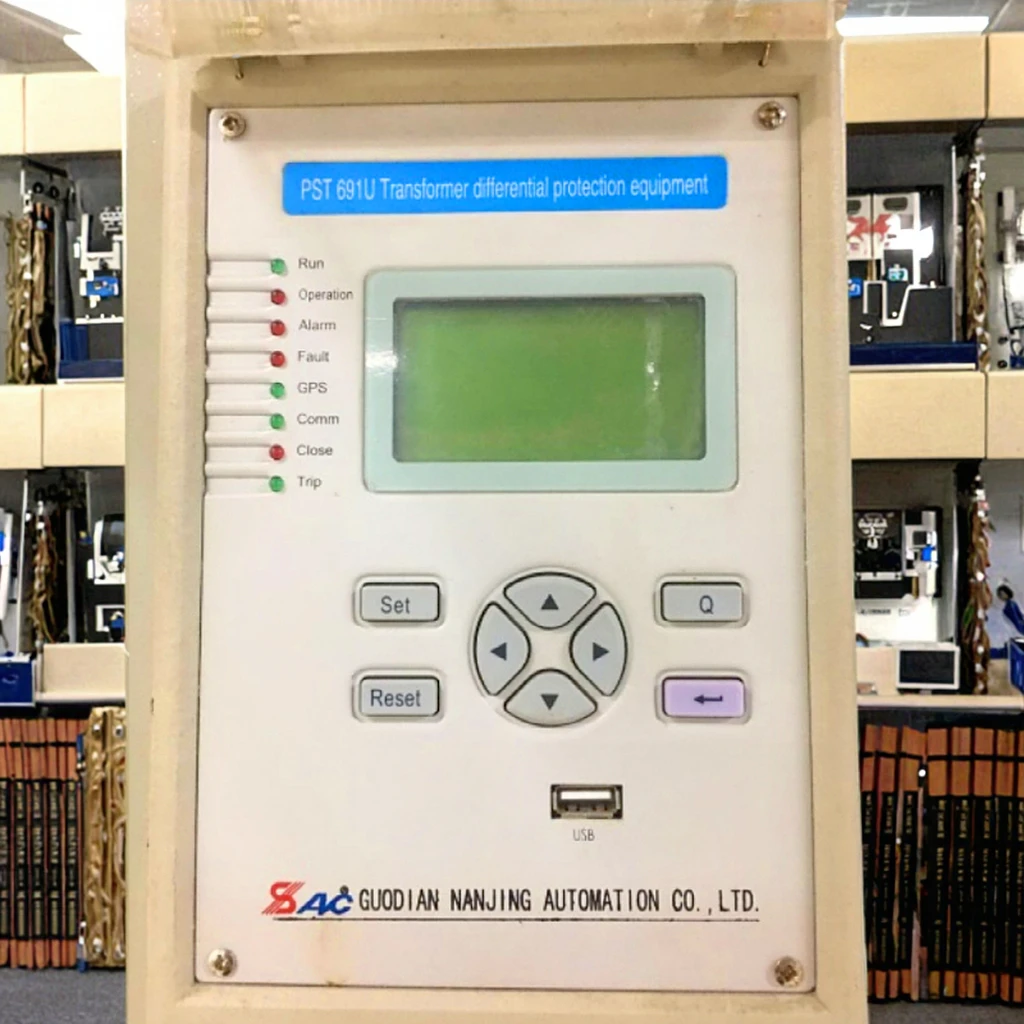 PST 691U Transformer differential protection equipment
Run
Operation
Alarm
Fault
GPS
Comm
Close
Trip
Set
Q
Reset
USB
SAC GUODIAN NANJING AUTOMATION CO.,LTD.